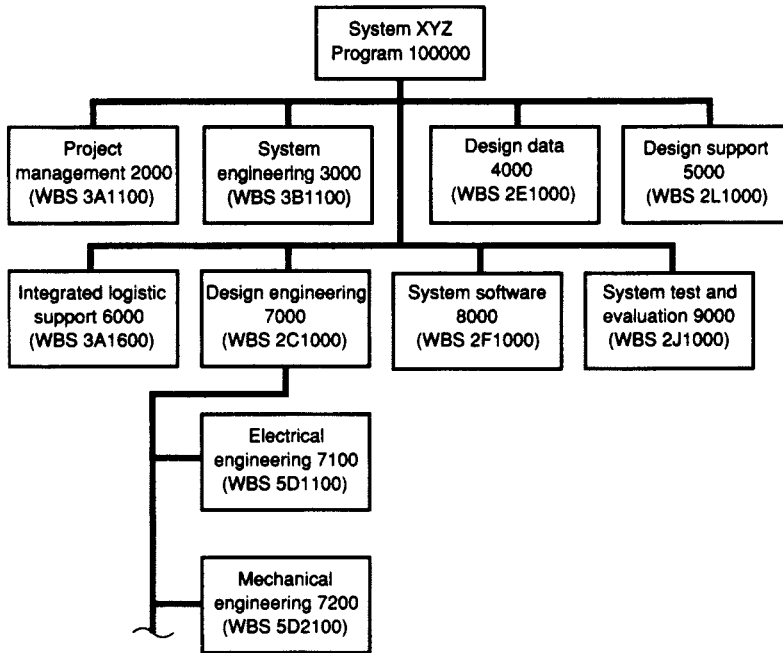 System XYZ
Program 100000
Project
management 2000
(WBS 3A1100)
System
engineering 3000
(WBS 3B1100)
Design data
4000
(WBS 2E1000)
Design support
5000
(WBS 2L1000)
Integrated logistic
support 6000
(WBS 3A1600)
Design engineering
7000
(WBS 2C1000)
System software
8000
(WBS 2F1000)
System test and
evaluation 9000
(WBS 2J1000)
Electrical
engineering 7100
(WBS 5D1100)
Mechanical
engineering 7200
(WBS 5D2100)